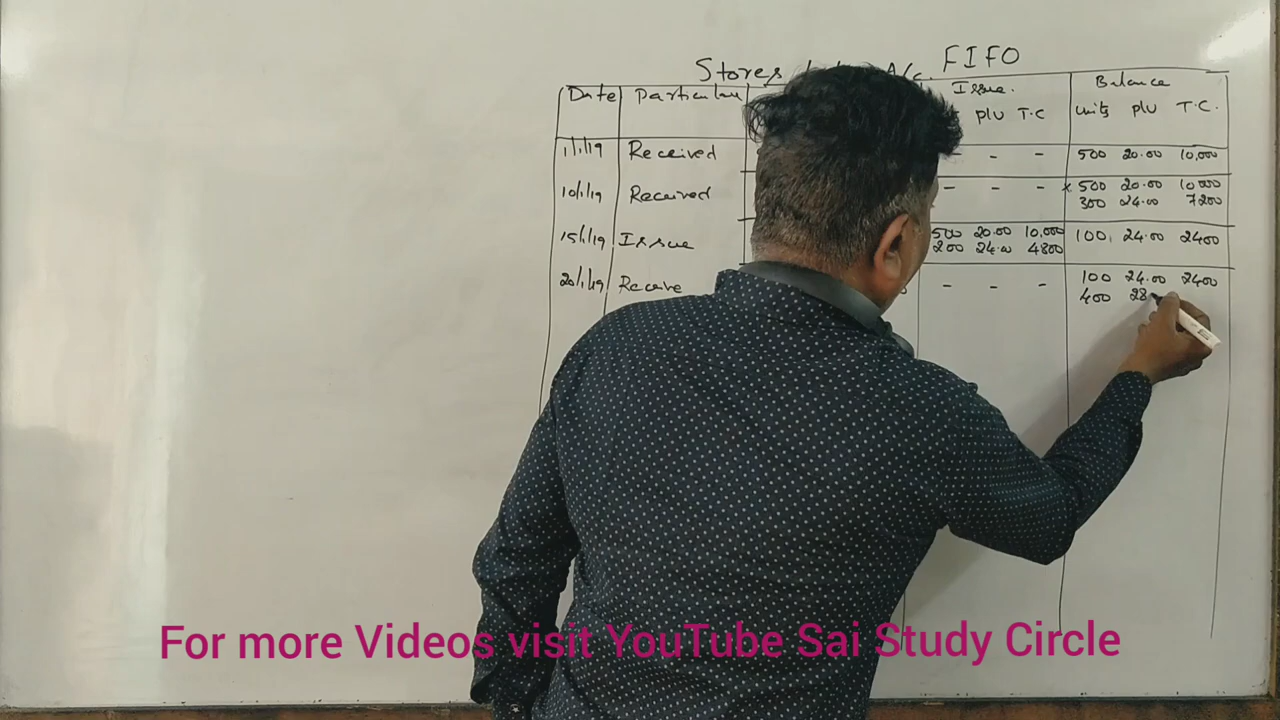 Stores A/c. FIFO
Date Particular Issue. Balance
p/u T.C units p/u T.C.
1/1/19 Received - - 500 20.00 10,000
10/1/19 Received - - - x 500 20.00 10000
300 24.00 7200
15/1/19 Issue 500 20.00 10,000 100 24.00 2400
200 24.00 4800
20/1/19 Receive - - - 100 24.00 2400
400 28
For more Videos visit YouTube Sai Study Circle